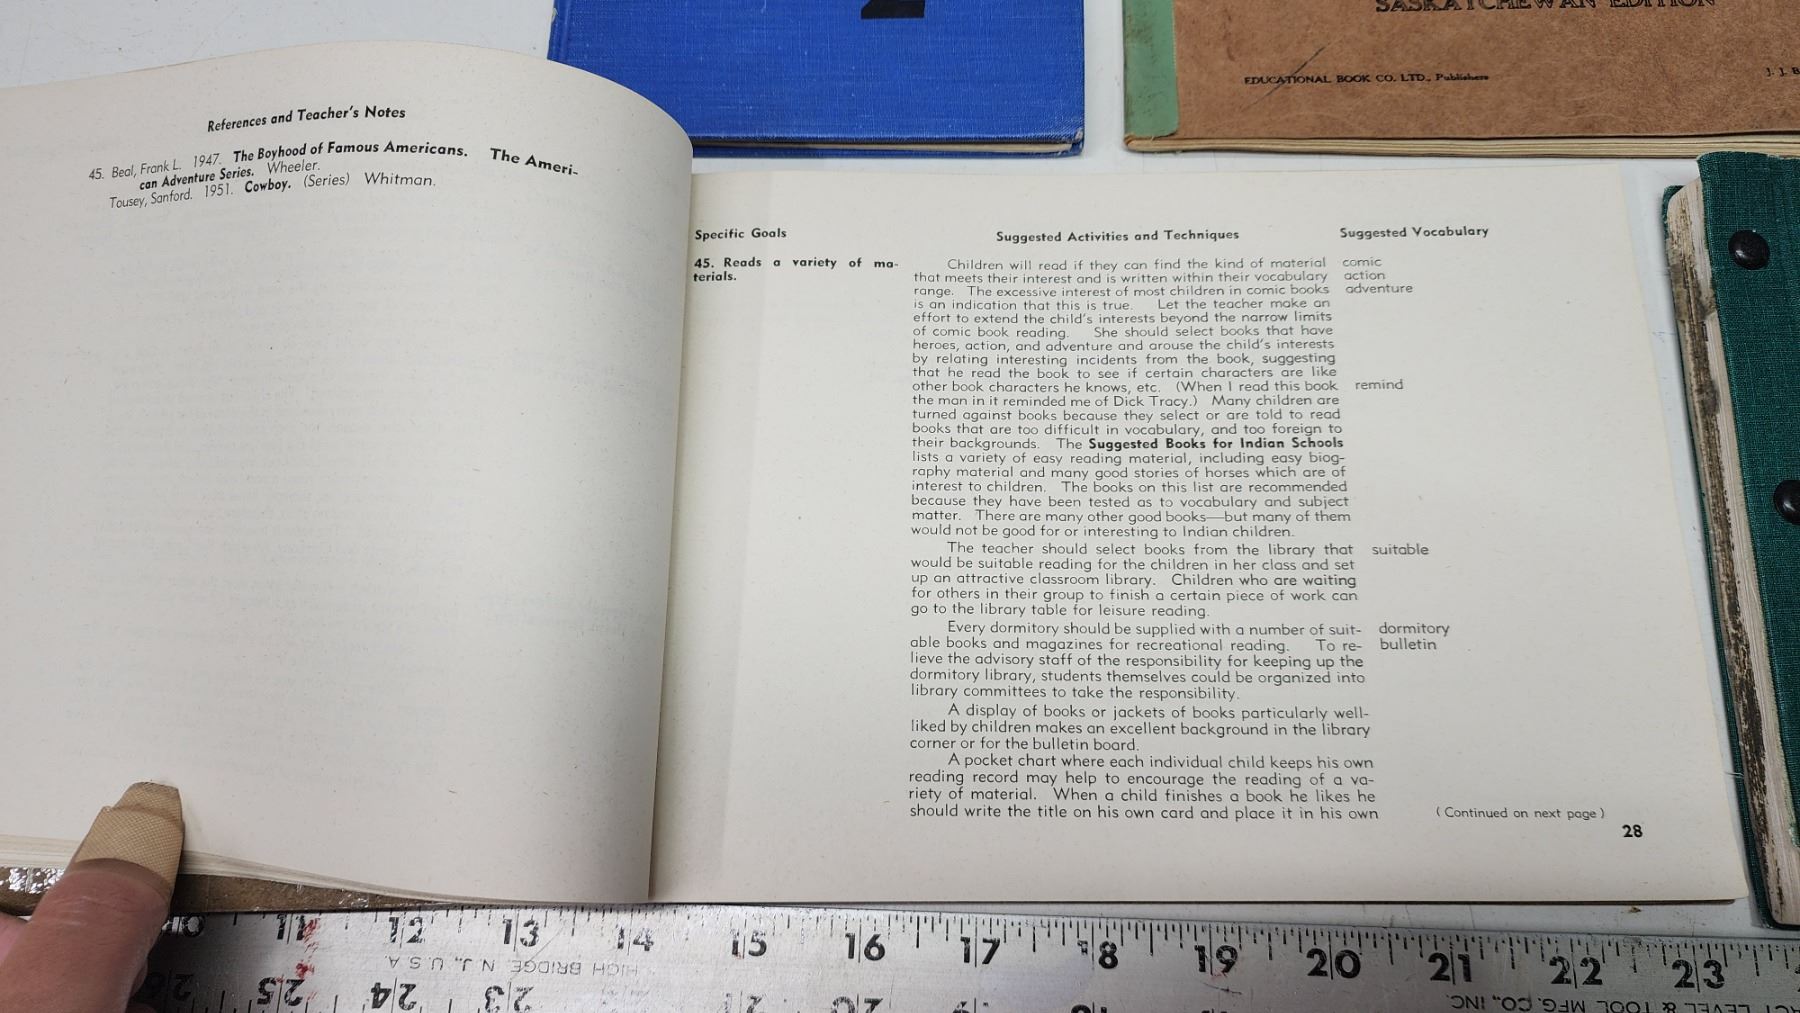 2
SASKATCHEWAN EDITION
EDUCATIONAL BOOK CO. LTD., Publishers
J. J. B
References and Teacher's Notes
45. Beal, Frank L. 1947. The Boyhood of Famous Americans. The Ameri-
can Adventure Series. Wheeler.
Tousey, Sanford. 1951. Cowboy. (Series) Whitman.
Specific Goals
45. Reads a variety of ma-
terials.
Suggested Activities and Techniques
Children will read if they can find the kind of material
that meets their interest and is written within their vocabulary
range. The excessive interest of most children in comic books
is an indication that this is true. Let the teacher make an
effort to extend the child's interests beyond the narrow limits
of comic book reading. She should select books that have
heroes, action, and adventure and arouse the child's interests
by relating interesting incidents from the book, suggesting
that he read the book to see if certain characters are like
other book characters he knows, etc. (When I read this book
the man in it reminded me of Dick Tracy.) Many children are
turned against books because they select or are told to read
books that are too difficult in vocabulary, and too foreign to
their backgrounds. The Suggested Books for Indian Schools
lists a variety of easy reading material, including easy biog-
raphy material and many good stories of horses which are of
interest to children. The books on this list are recommended
because they have been tested as to vocabulary and subject
matter. There are many other good books—but many of them
would not be good for or interesting to Indian children.
The teacher should select books from the library that
would be suitable reading for the children in her class and set
up an attractive classroom library. Children who are waiting
for others in their group to finish a certain piece of work can
go to the library table for leisure reading.
Every dormitory should be supplied with a number of suit-
able books and magazines for recreational reading. To re-
lieve the advisory staff of the responsibility for keeping up the
dormitory library, students themselves could be organized into
library committees to take the responsibility.
A display of books or jackets of books particularly well-
liked by children makes an excellent background in the library
corner or for the bulletin board.
A pocket chart where each individual child keeps his own
reading record may help to encourage the reading of a va-
riety of material. When a child finishes a book he likes he
should write the title on his own card and place it in his own
Suggested Vocabulary
comic
action
adventure
remind
suitable
dormitory
bulletin
(Continued on next page)
28
11 12 13 14 15 16 17 18 19 20 21 22 23
HIGH BRIDGE, N.J., U.S.A.
LEVEL & TOOL MFG. CO., INC.
25 24 23